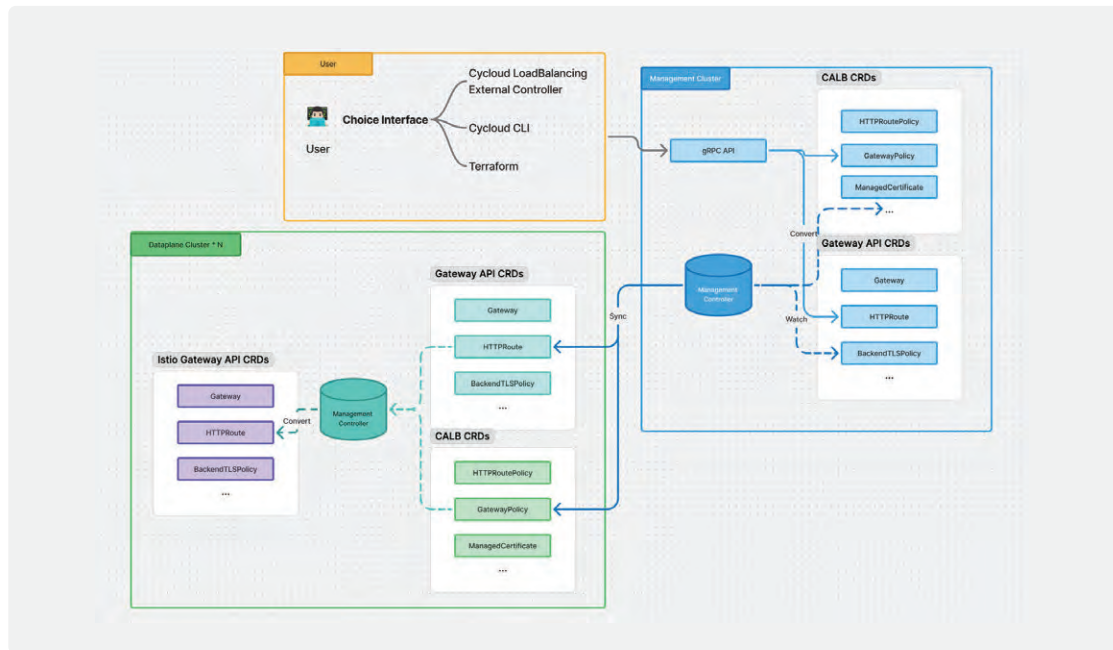 User
User
Choice Interface
Cycloud LoadBalancing
External Controller
Cycloud CLI
Terraform
Management Cluster
gRPC API
CALB CRDs
HTTPRoutePolicy
GatewayPolicy
ManagedCertificate
...
Convert
Gateway API CRDs
Gateway
HTTPRoute
BackendTLSPolicy
...
Management
Controller
Watch
Sync
Dataplane Cluster * N
Gateway API CRDs
Gateway
HTTPRoute
BackendTLSPolicy
...
CALB CRDs
HTTPRoutePolicy
GatewayPolicy
ManagedCertificate
...
Management
Controller
Convert
Istio Gateway API CRDs
Gateway
HTTPRoute
BackendTLSPolicy
...